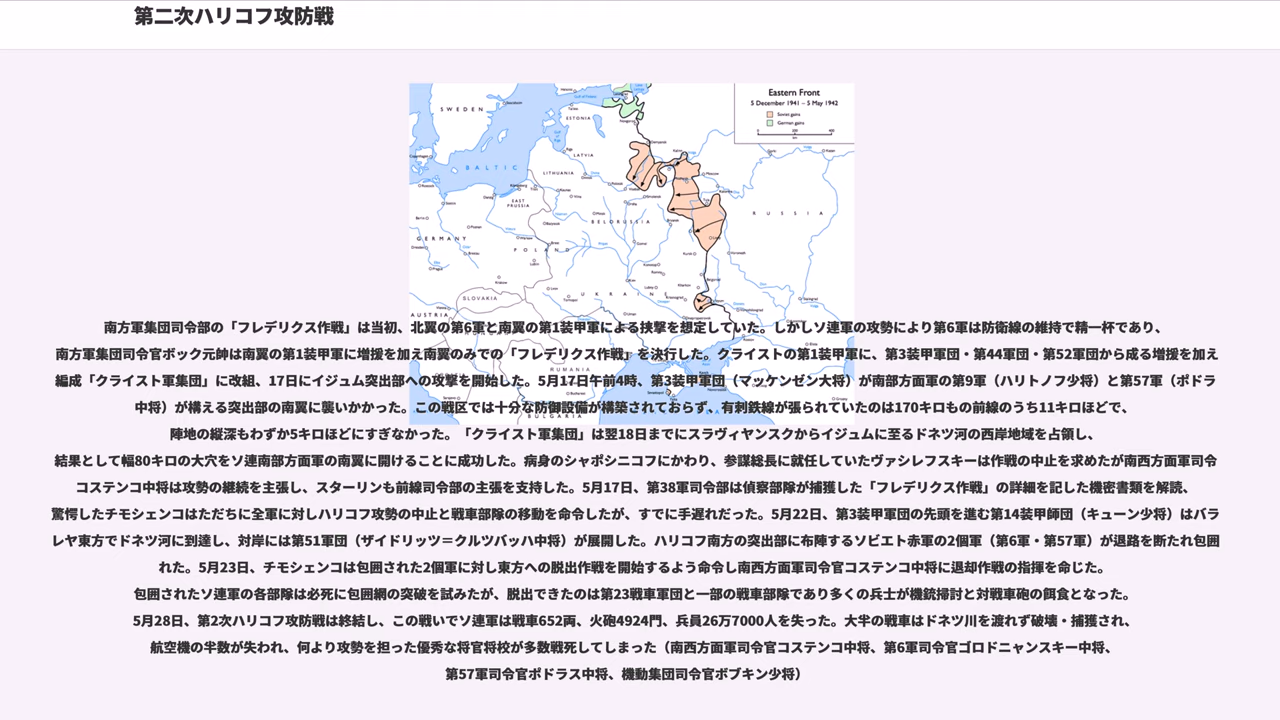 第二次ハリコフ攻防戦
Eastern Front
5 December 1941 – 5 May 1942
Soviet gains
German gains
SWEDEN
ESTONIA
BALTIC
LATVIA
LITHUANIA
EAST
PRUSSIA
BELORUSSIA
RUSSIA
GERMANY
POLAND
SLOVAKIA
UKRAINE
AUSTRIA
RUMANIA
BULGARIA
南方軍集団司令部の「フレデリクス作戦」は当初、北翼の第6軍と南翼の第1装甲軍による挟撃を想定していた。しかしソ連軍の攻勢により第6軍は防衛線の維持で精一杯であり、
南方軍集団司令官ボック元帥は南翼の第1装甲軍に増援を加え南翼のみでの「フレデリクス作戦」を決行した。クライストの第1装甲軍に、第3装甲軍団・第44軍団・第52軍団から成る増援を加え
編成「クライスト軍集団」に改組、17日にイジュム突出部への攻撃を開始した。5月17日午前4時、第3装甲軍団（マッケンゼン大将）が南部方面軍の第9軍（ハリトノフ少将）と第57軍（ポドラ
中将）が構える突出部の南翼に襲いかかった。この戦区では十分な防御設備が構築されておらず、有刺鉄線が張られていたのは170キロもの前線のうち11キロほどで、
陣地の縦深もわずか5キロほどにすぎなかった。「クライスト軍集団」は翌18日までにスラヴィヤンスクからイジュムに至るドネツ河の西岸地域を占領し、
結果として幅80キロの大穴をソ連南部方面軍の南翼に開けることに成功した。病身のシャポシニコフにかわり、参謀総長に就任していたヴァシレフスキーは作戦の中止を求めたが南西方面軍司令
コステンコ中将は攻勢の継続を主張し、スターリンも前線司令部の主張を支持した。5月17日、第38軍司令部は偵察部隊が捕獲した「フレデリクス作戦」の詳細を記した機密書類を解読、
驚愕したチモシェンコはただちに全軍に対しハリコフ攻勢の中止と戦車部隊の移動を命令したが、すでに手遅れだった。5月22日、第3装甲軍団の先頭を進む第14装甲師団（キューン少将）はバラ
レヤ東方でドネツ河に到達し、対岸には第51軍団（ザイドリッツ＝クルツバッハ中将）が展開した。ハリコフ南方の突出部に布陣するソビエト赤軍の2個軍（第6軍・第57軍）が退路を断たれ包囲
れた。5月23日、チモシェンコは包囲された2個軍に対し東方への脱出作戦を開始するよう命令し南西方面軍司令官コステンコ中将に退却作戦の指揮を命じた。
包囲されたソ連軍の各部隊は必死に包囲網の突破を試みたが、脱出できたのは第23戦車軍団と一部の戦車部隊であり多くの兵士が機銃掃討と対戦車砲の餌食となった。
5月28日、第2次ハリコフ攻防戦は終結し、この戦いでソ連軍は戦車652両、火砲4924門、兵員26万7000人を失った。大半の戦車はドネツ川を渡れず破壊・捕獲され、
航空機の半数が失われ、何より攻勢を担った優秀な将官将校が多数戦死してしまった（南西方面軍司令官コステンコ中将、第6軍司令官ゴロドニャンスキー中将、
第57軍司令官ポドラス中将、機動集団司令官ボブキン少将）